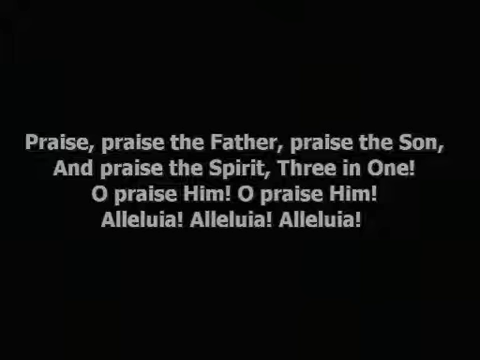 Praise, praise the Father, praise the Son,
And praise the Spirit, Three in One!
O praise Him! O praise Him!
Alleluia! Alleluia! Alleluia!